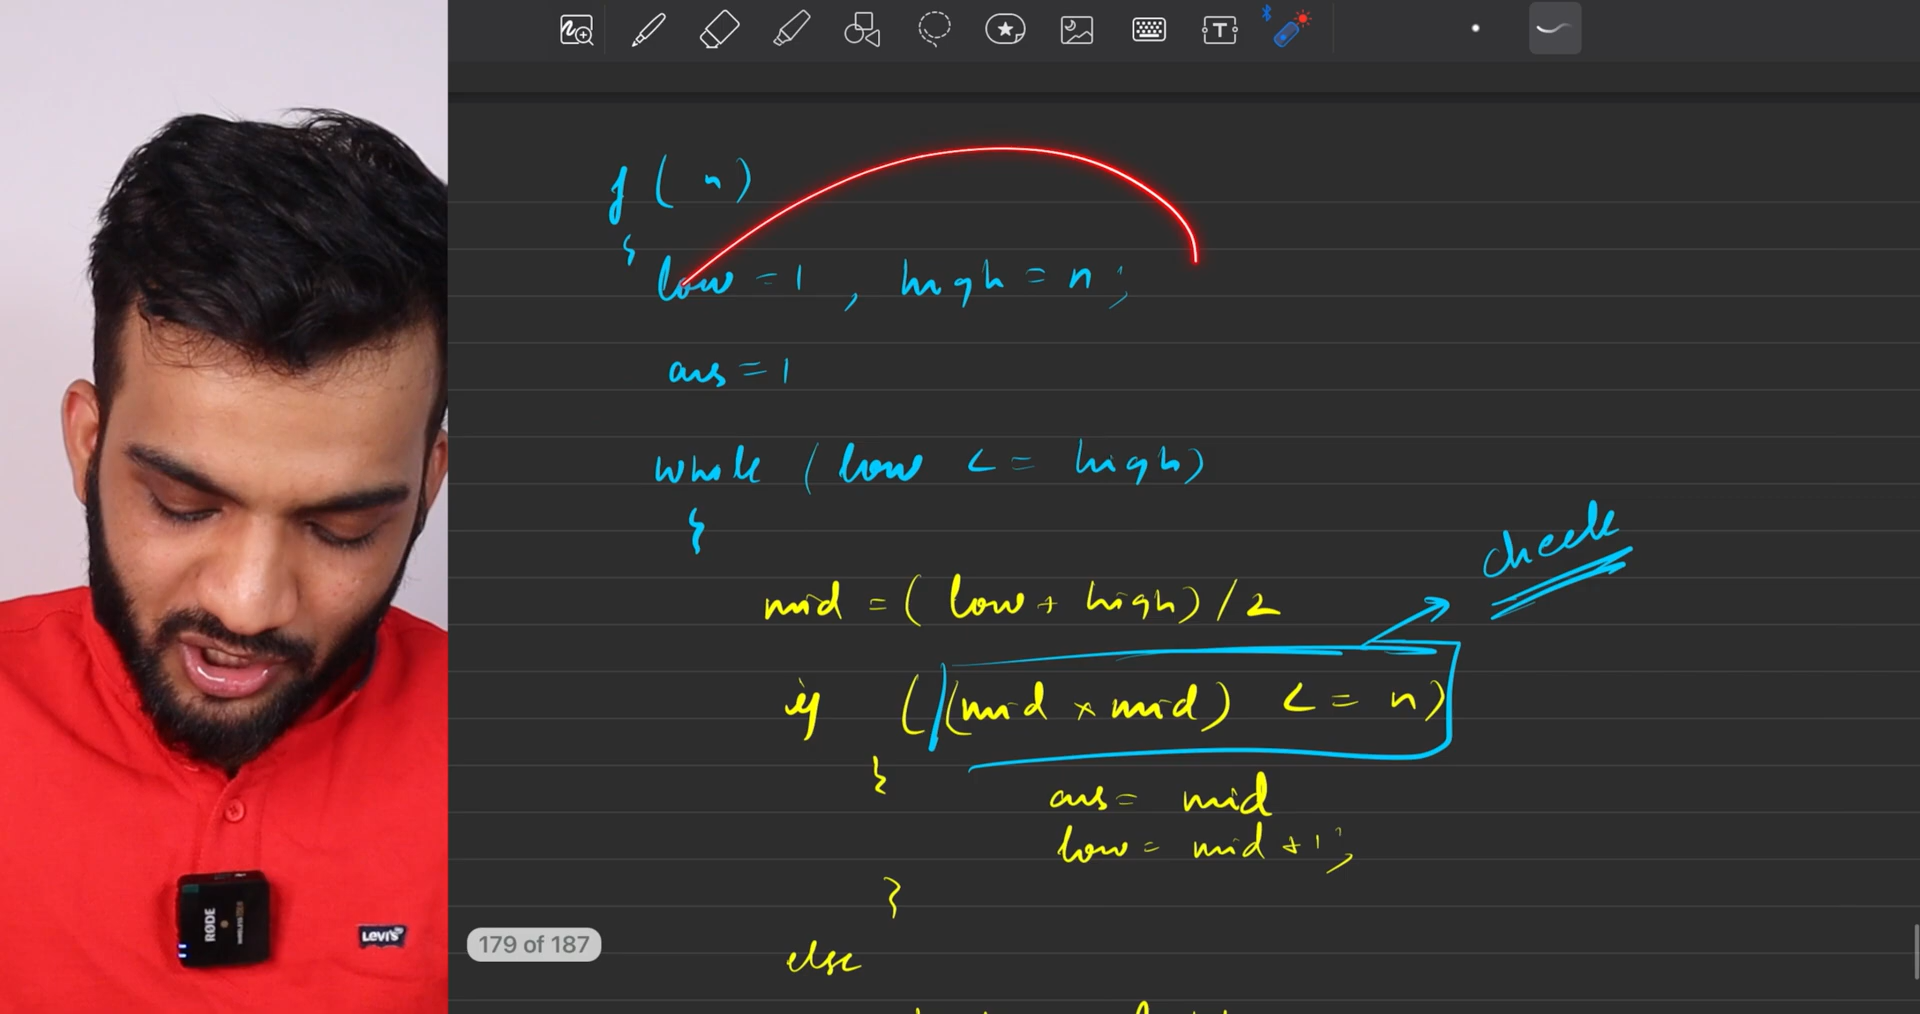 f ( n )
{
low = 1 , high = n ;
ans = 1
while ( low <= high )
{
check
mid = ( low + high ) / 2
if ( (mid x mid) <= n )
{
ans = mid
low = mid + 1 ;
}
else
RØDE
Levi's
179 of 187
T